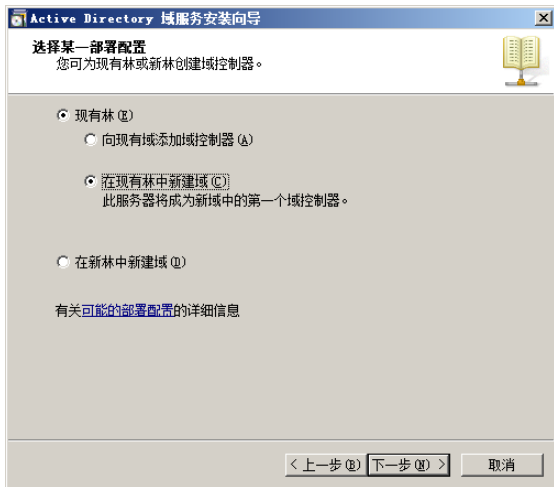 Active Directory 域服务安装向导
选择某一部署配置
您可为现有林或新林创建域控制器。
现有林(E)
向现有域添加域控制器(A)
在现有林中新建域(C)
此服务器将成为新域中的第一个域控制器。
在新林中新建域(D)
有关可能的部署配置的详细信息
< 上一步(B) 下一步(N) > 取消